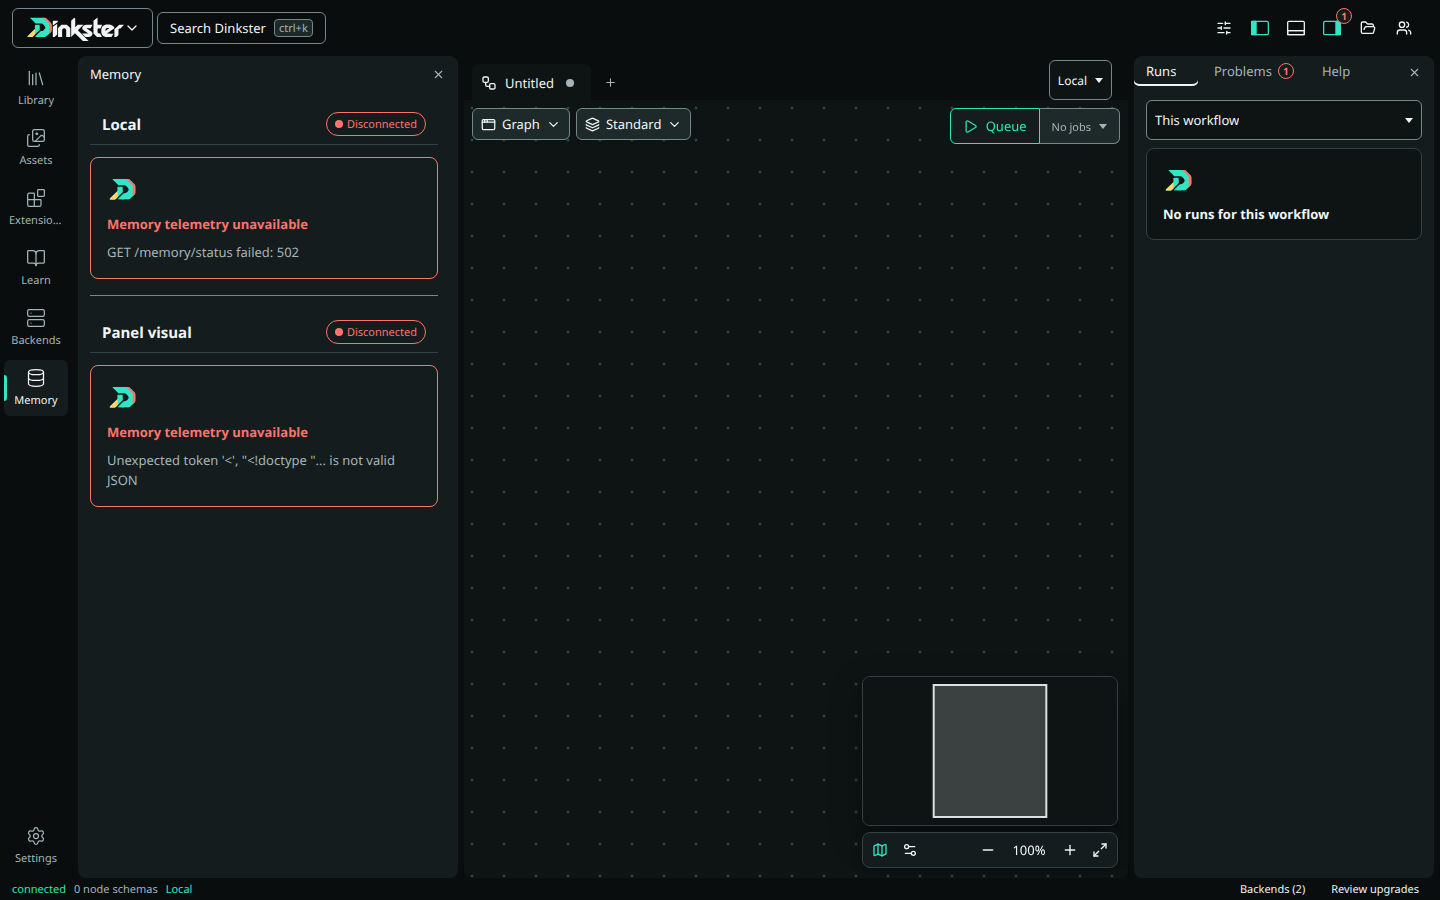 Dinkster
Search Dinkster ctrl+k
1
Library
Assets
Extensio...
Learn
Backends
Memory
Settings
Memory
Local
Disconnected
Memory telemetry unavailable
GET /memory/status failed: 502
Panel visual
Disconnected
Memory telemetry unavailable
Unexpected token '<', "<!doctype "... is not valid
JSON
Untitled
Local
Graph
Standard
Queue
No jobs
100%
Runs
Problems 1
Help
This workflow
No runs for this workflow
connected 0 node schemas Local
Backends (2)
Review upgrades